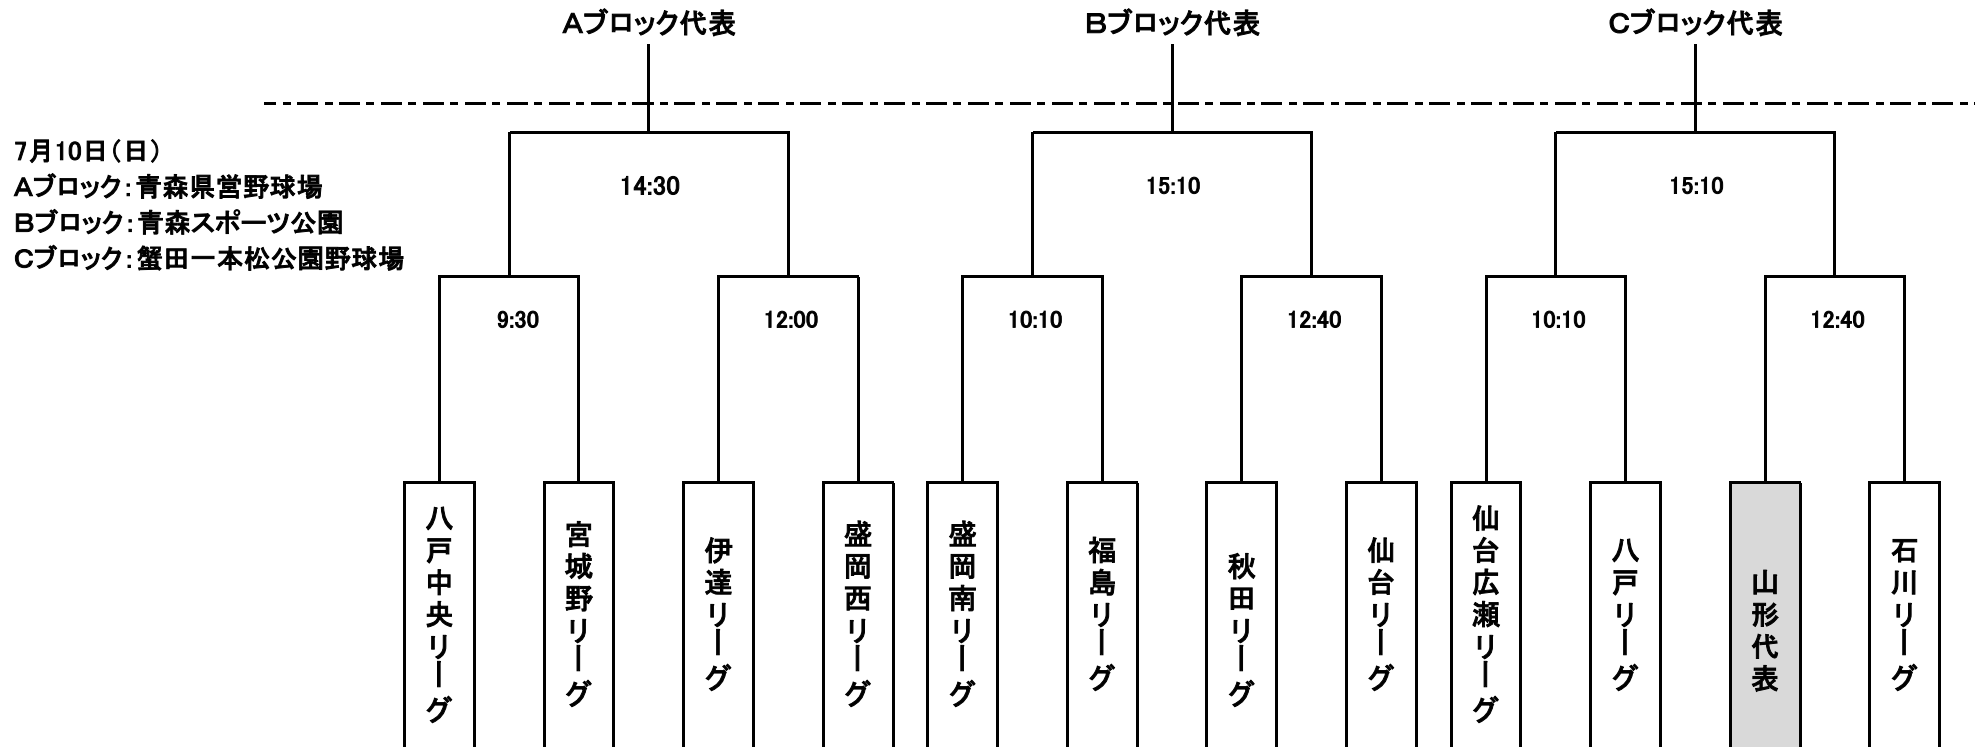 Aブロック代表
Bブロック代表
Cブロック代表
7月10日(日)
Aブロック:青森県営野球場
Bブロック:青森スポーツ公園
Cブロック:蟹田一本松公園野球場
14:30
15:10
15:10
9:30
12:00
10:10
12:40
10:10
12:40
八戸中央リーグ
宮城野リーグ
伊達リーグ
盛岡西リーグ
盛岡南リーグ
福島リーグ
秋田リーグ
仙台リーグ
仙台広瀬リーグ
八戸リーグ
山形代表
石川リーグ